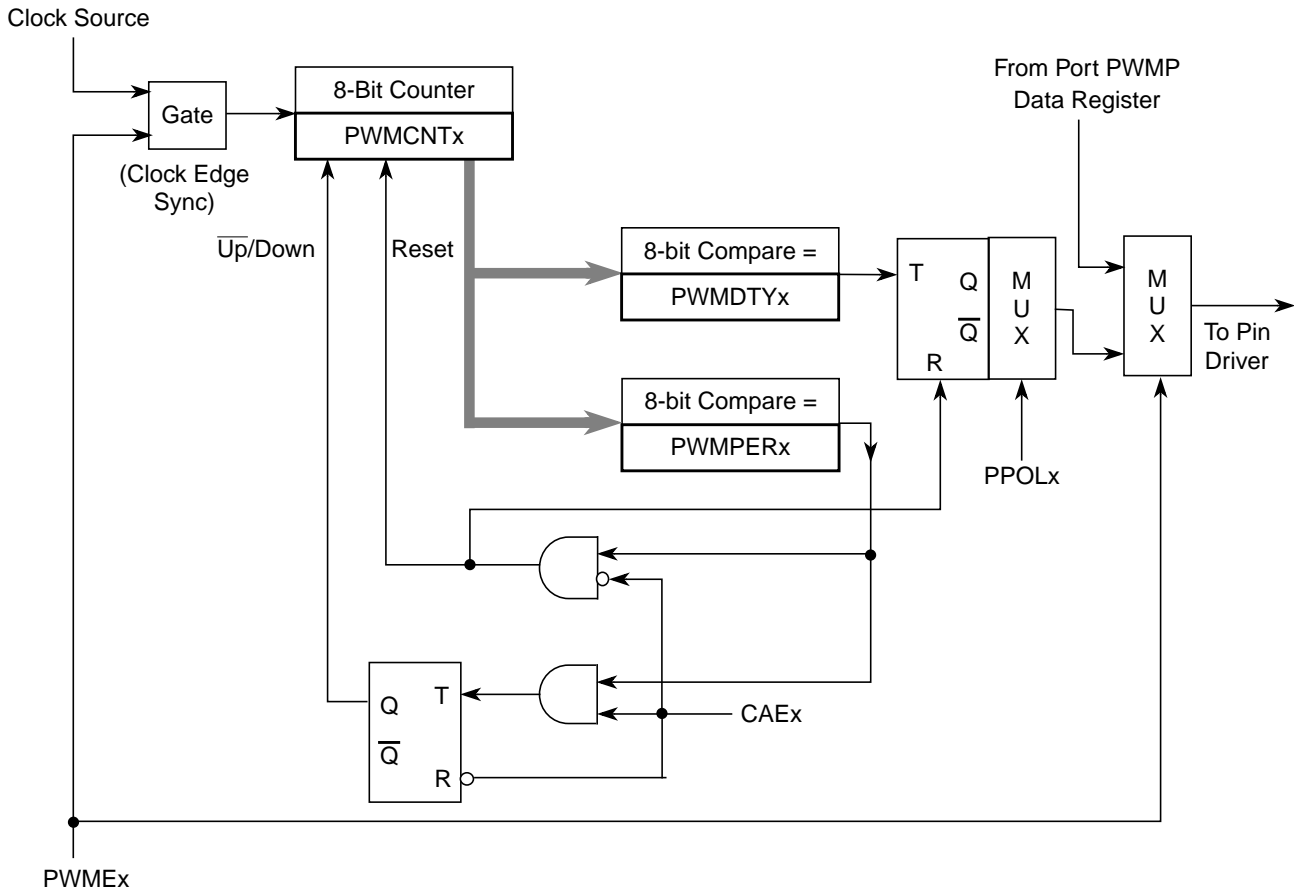 Clock Source
From Port PWMP
Data Register
8-Bit Counter
Gate
PWMCNTx
(Clock Edge
Sync)
U̅p̅/Down
Reset
8-bit Compare =
PWMDTYx
T
Q
Q̅
R
M
U
X
M
U
X
To Pin
Driver
8-bit Compare =
PWMPERx
PPOLx
Q
T
Q̅
R
CAEx
PWMEx